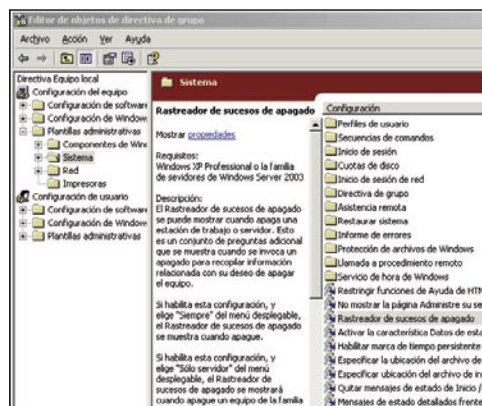 Editor de objetos de directiva de grupo
Archivo Acción Ver Ayuda
Directiva Equipo local
Configuración del equipo
Configuración de software
Configuración de Window
Plantillas administrativas
Componentes de Win
Sistema
Red
Impresoras
Configuración de usuario
Configuración de software
Configuración de Window
Plantillas administrativas
Sistema
Rastreador de sucesos de apagado
Mostrar propiedades
Requisitos:
Windows XP Professional o la familia
de sevidores de Windows Server 2003
Descripción:
El Rastreador de sucesos de apagado
se puede mostrar cuando apaga una
estación de trabajo o servidor. Esto
es un conjunto de preguntas adicional
que se muestra cuando se invoca un
apagado para recopilar información
relacionada con su deseo de apagar
el equipo.
Si habilita esta configuración, y
elige "Siempre" del menú desplegable,
el Rastreador de sucesos de apagado
se muestra cuando apague.
Si habilita esta configuración, y
elige "Sólo servidor" del menú
desplegable, el Rastreador de
sucesos de apagado se mostrará
cuando apague un equipo de la familia
Configuración
Perfiles de usuario
Secuencias de comandos
Inicio de sesión
Cuotas de disco
Inicio de sesión de red
Directiva de grupo
Asistencia remota
Restaurar sistema
Informe de errores
Protección de archivos de Windows
Llamada a procedimiento remoto
Servicio de hora de Windows
Restringir funciones de Ayuda de HTM
No mostrar la página Administre su se
Rastreador de sucesos de apagado
Activar la característica Datos de esta
Habilitar marca de tiempo persistente
Especificar la ubicación del archivo de
Especificar ubicación del archivo de in
Quitar mensajes de estado de Inicio /
Mensajes de estado detallados frente